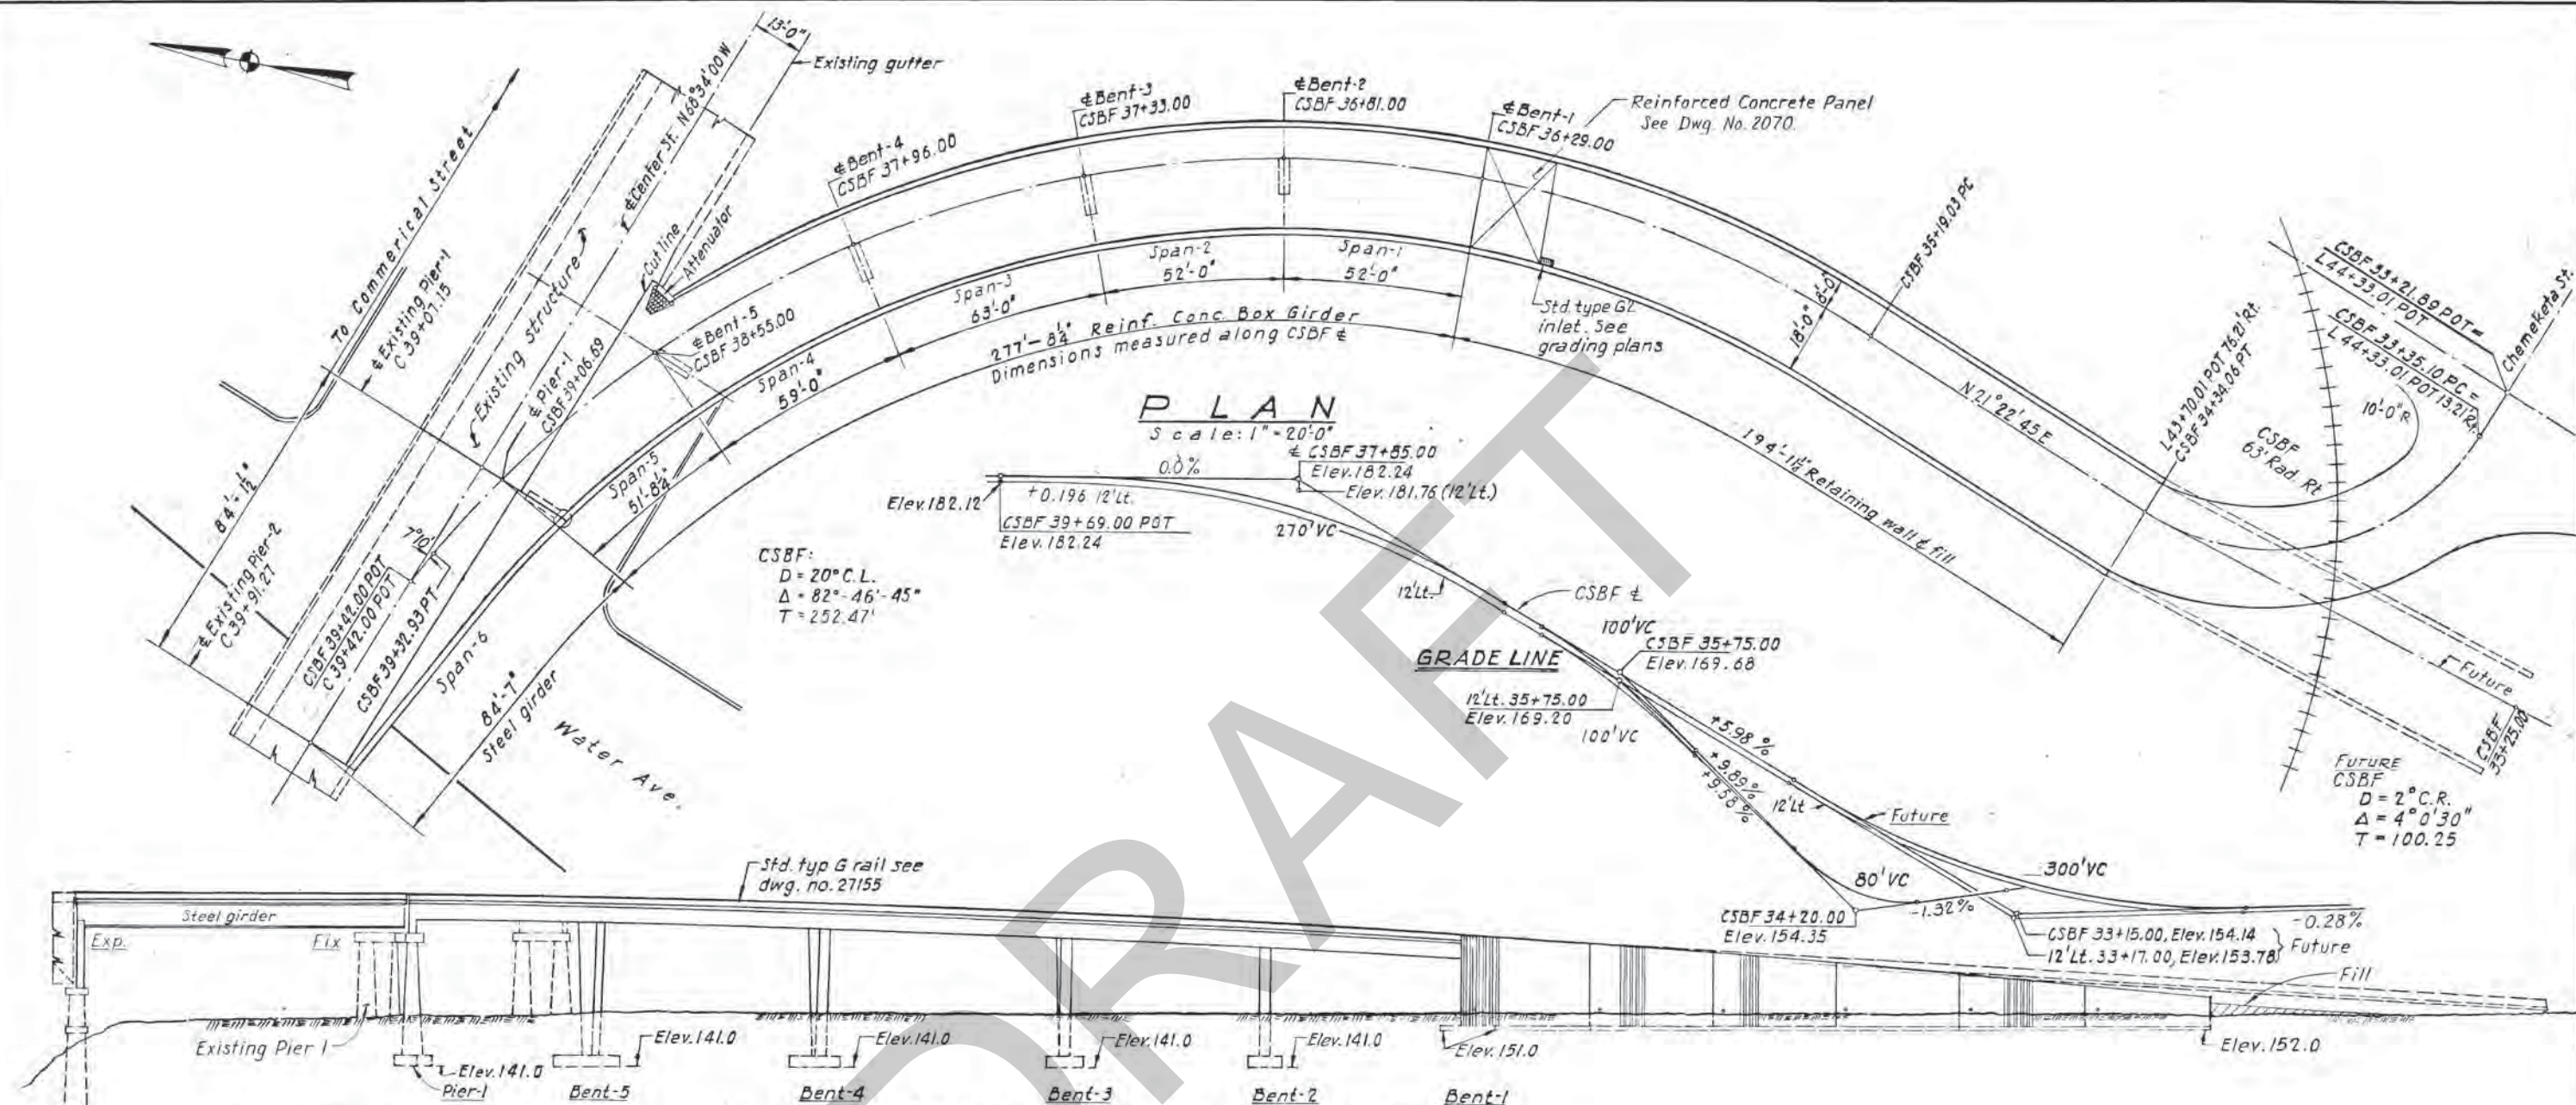 13'-0"
Existing gutter
To Commerical Street
℄ Existing Pier-1
C 39+07.15
Existing structure
℄ Center St. N68°34'00W
Cut line
Attenuator
℄ Bent-4
CSBF 37+96.00
℄ Bent-3
CSBF 37+33.00
℄ Bent-2
CSBF 36+81.00
℄ Bent-1
CSBF 36+29.00
Reinforced Concrete Panel
See Dwg. No. 2070.
CSBF 35+19.03 PC
CSBF 33+21.89 POT =
L44+33.01 POT
Chemeketa St.
CSBF 33+35.10 PC =
L 44+33.01 POT 13.21' Rt.
10'-0" R
CSBF
63' Rad. Rt
L43+70.01 POT 76.21' Rt.
CSBF 34+34.06 PT
N 21°22'45 E
18'-0"
8'-0"
Std. type G2
inlet. See
grading plans
194'-1¼" Retaining wall & fill
Span-1
52'-0"
Span-2
52'-0"
Span-3
63'-0"
Span-4
59'-0"
Span-5
51'-8¼"
℄ Bent-5
CSBF 38+55.00
277'-8¼" Reinf. Conc. Box Girder
Dimensions measured along CSBF ℄
℄ Pier-1
CSBF 39+06.69
84'-1½"
℄ Existing Pier-2
C 39+91.27
7°10'
CSBF 39+42.00 POT
C 39+42.00 POT
CSBF 39+32.93 PT
Span-6
84'-7"
Steel girder
Water Ave.
PLAN
Scale: 1" = 20'-0"
CSBF:
D = 20° C.L.
Δ = 82°-46'-45"
T = 252.47'
℄ CSBF 37+85.00
Elev. 182.24
Elev. 181.76 (12' Lt.)
0.0%
Elev. 182.12
+0.196 12' Lt.
CSBF 39+69.00 POT
Elev. 182.24
270' VC
12' Lt.
CSBF ℄
100' VC
CSBF 35+75.00
Elev. 169.68
GRADE LINE
12' Lt. 35+75.00
Elev. 169.20
100' VC
+5.98%
+9.89%
+9.58%
12' Lt
Future
300' VC
80' VC
-1.32%
-0.28%
CSBF 34+20.00
Elev. 154.35
CSBF 33+15.00, Elev. 154.14
12' Lt. 33+17.00, Elev. 153.78
Future
Future
CSBF
33+25.00
FUTURE
CSBF
D = 2° C.R.
Δ = 4°0'30"
T = 100.25
Std. typ G rail see
dwg. no. 27155
Steel girder
Exp.
Fix
Fill
Existing Pier 1
Elev. 141.0
Elev. 141.0
Elev. 141.0
Elev. 141.0
Elev. 141.0
Elev. 151.0
Elev. 152.0
Pier-1
Bent-5
Bent-4
Bent-3
Bent-2
Bent-1
DRAFT